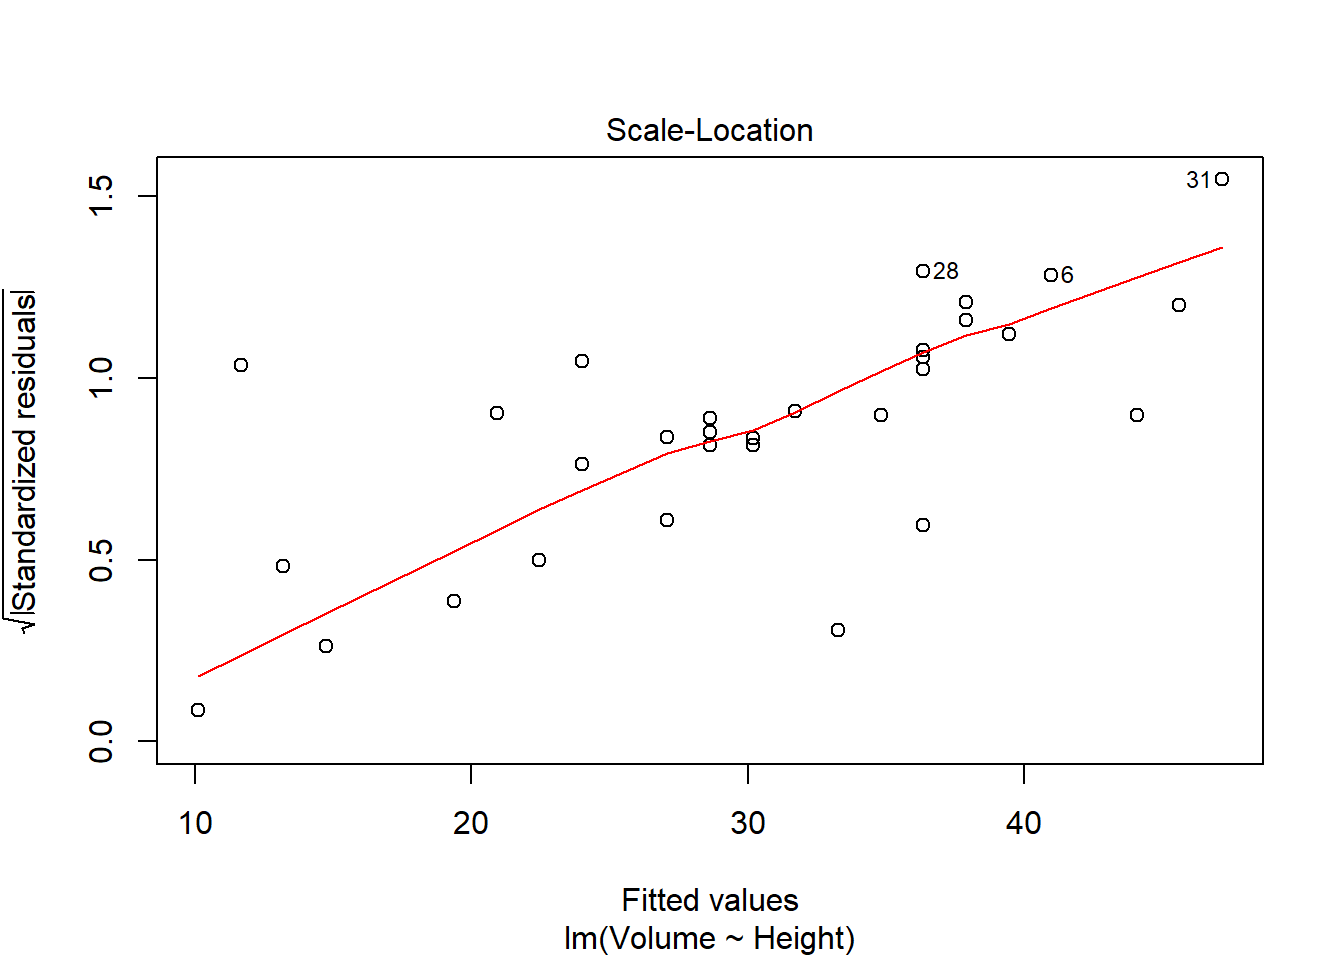 Scale-Location
√|Standardized residuals|
1.5
1.0
0.5
0.0
31
28
6
10 20 30 40
Fitted values
lm(Volume ~ Height)